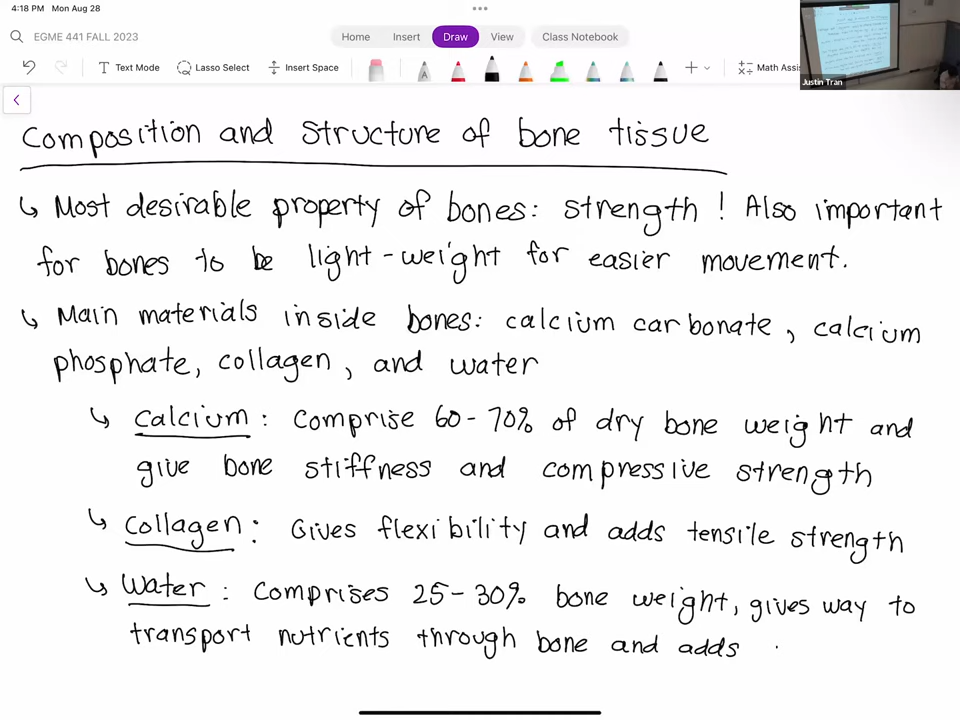 4:18 PM Mon Aug 28
EGME 441 FALL 2023
Home Insert Draw View Class Notebook
Text Mode Lasso Select Insert Space Math Assis
Justin Tran
Composition and structure of bone tissue
↳ Most desirable property of bones: strength! Also important
for bones to be light-weight for easier movement.
↳ Main materials inside bones: calcium carbonate, calcium
phosphate, collagen, and water
↳ Calcium: comprise 60-70% of dry bone weight and
give bone stiffness and compressive strength
↳ Collagen: Gives flexibility and adds tensile strength
↳ Water: comprises 25-30% bone weight, gives way to
transport nutrients through bone and adds